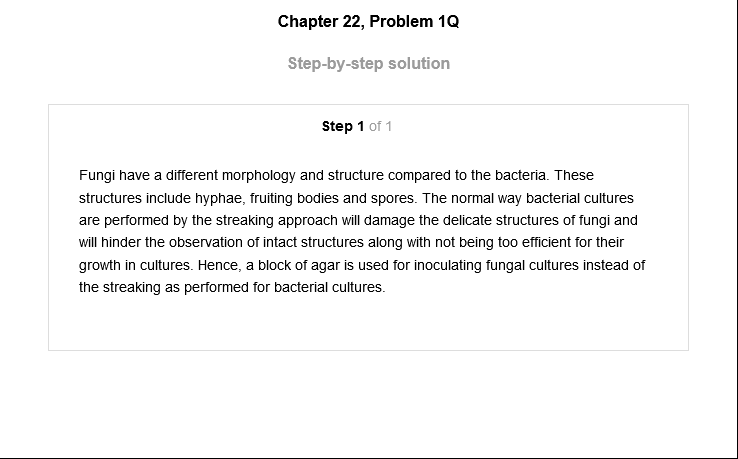 Chapter 22, Problem 1Q
Step-by-step solution
Step 1 of 1
Fungi have a different morphology and structure compared to the bacteria. These
structures include hyphae, fruiting bodies and spores. The normal way bacterial cultures
are performed by the streaking approach will damage the delicate structures of fungi and
will hinder the observation of intact structures along with not being too efficient for their
growth in cultures. Hence, a block of agar is used for inoculating fungal cultures instead of
the streaking as performed for bacterial cultures.